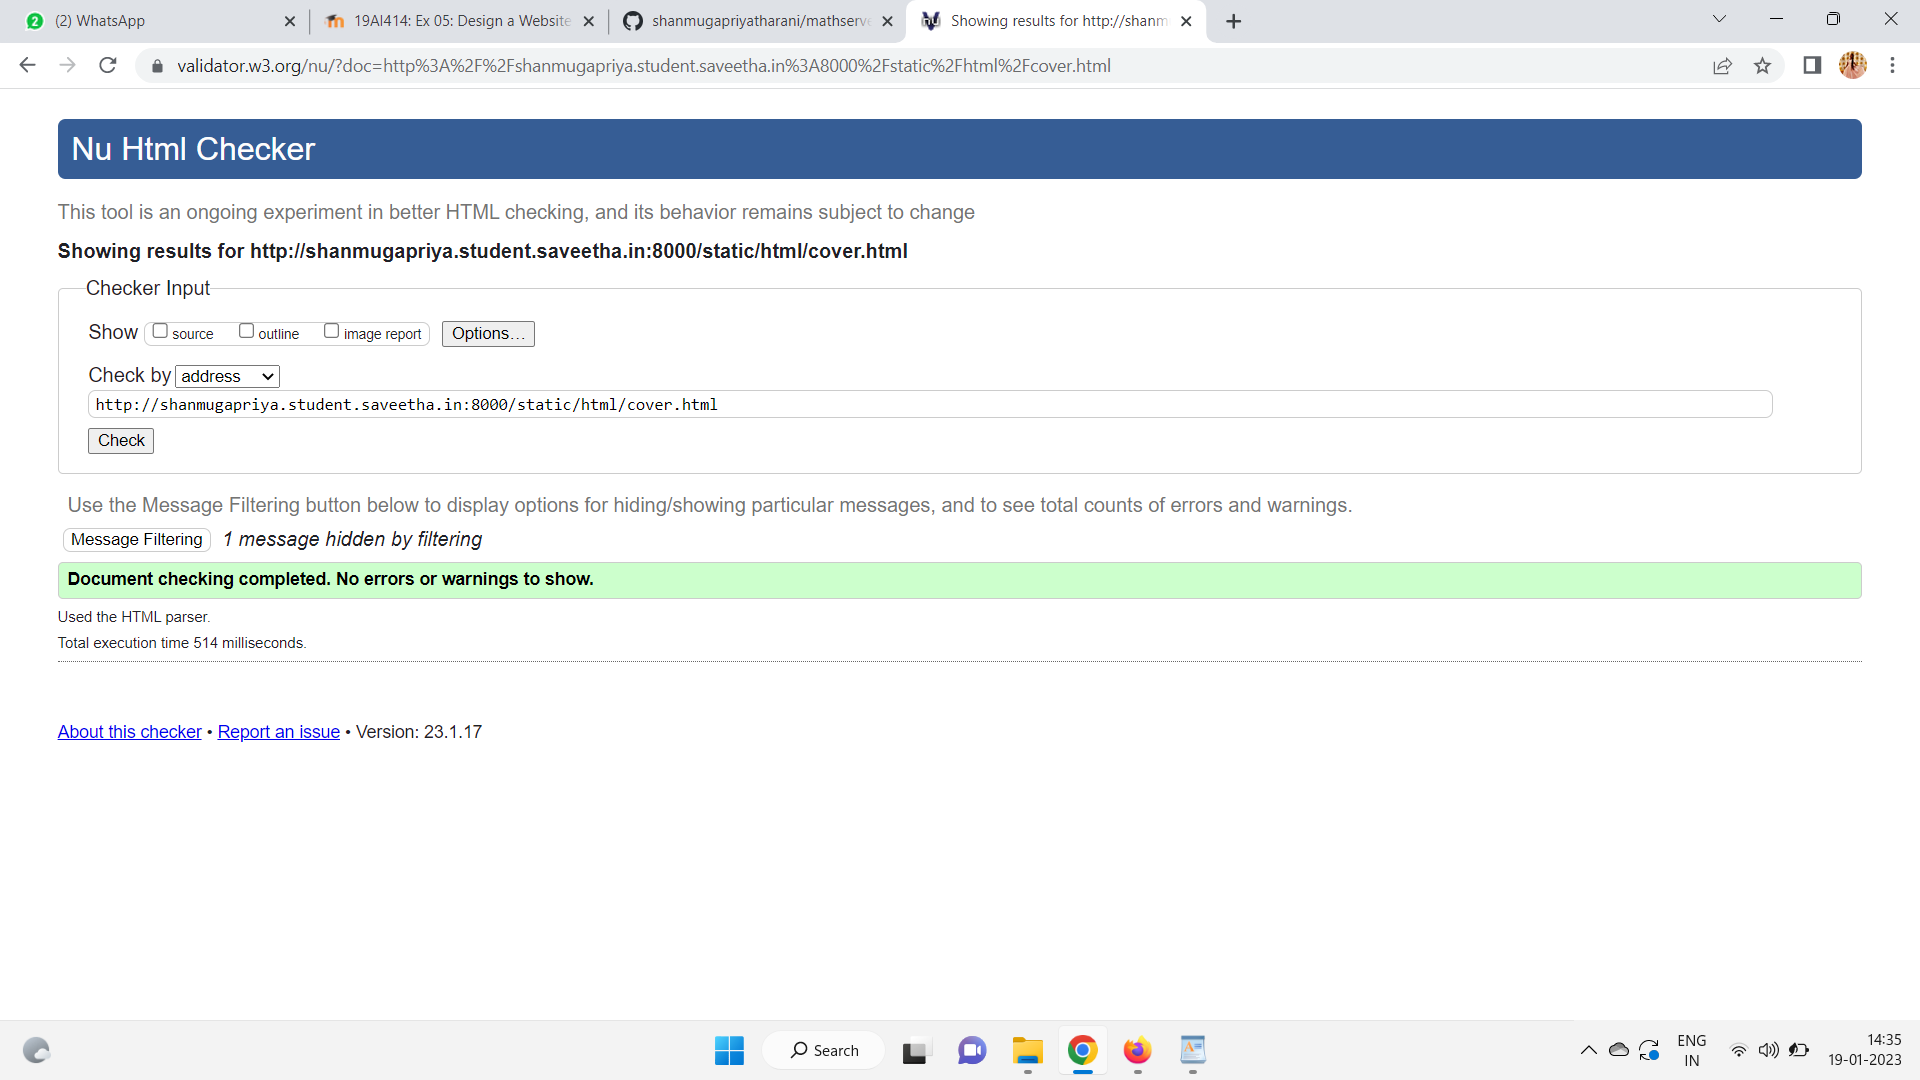 2 (2) WhatsApp
19AI414: Ex 05: Design a Website
shanmugapriyatharani/mathserve
Showing results for http://shanm
validator.w3.org/nu/?doc=http%3A%2F%2Fshanmugapriya.student.saveetha.in%3A8000%2Fstatic%2Fhtml%2Fcover.html
Nu Html Checker
This tool is an ongoing experiment in better HTML checking, and its behavior remains subject to change
Showing results for http://shanmugapriya.student.saveetha.in:8000/static/html/cover.html
Checker Input
Show source outline image report Options...
Check by address
http://shanmugapriya.student.saveetha.in:8000/static/html/cover.html
Check
Use the Message Filtering button below to display options for hiding/showing particular messages, and to see total counts of errors and warnings.
Message Filtering 1 message hidden by filtering
Document checking completed. No errors or warnings to show.
Used the HTML parser.
Total execution time 514 milliseconds.
About this checker • Report an issue • Version: 23.1.17
Search
ENG
IN
14:35
19-01-2023